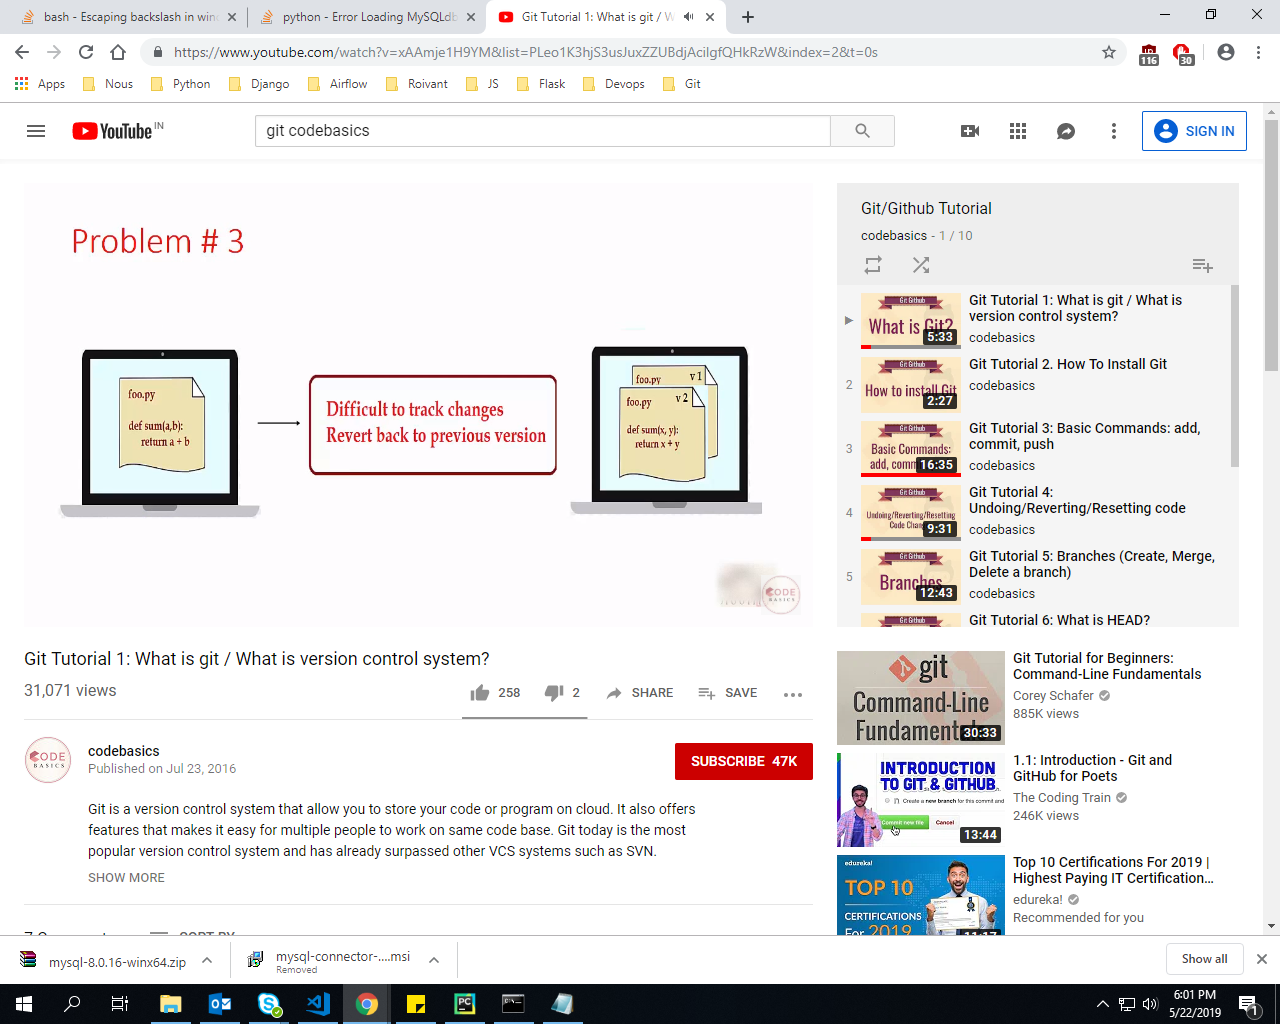 bash - Escaping backslash in win
python - Error Loading MySQLdb
Git Tutorial 1: What is git / W
https://www.youtube.com/watch?v=xAAmje1H9YM&list=PLeo1K3hjS3usJuxZZUBdjAcilgfQHkRzW&index=2&t=0s
116
30
Apps
Nous
Python
Django
Airflow
Roivant
JS
Flask
Devops
Git
YouTube IN
git codebasics
SIGN IN
Problem # 3
foo.py
def sum(a,b):
return a + b
Difficult to track changes
Revert back to previous version
foo.py v 1
foo.py v 2
def sum(x, y):
return x + y
CODE
BASICS
Git/Github Tutorial
codebasics - 1 / 10
Git Github
What is Git?
5:33
Git Tutorial 1: What is git / What is
version control system?
codebasics
2
Git Github
How to install Git
2:27
Git Tutorial 2. How To Install Git
codebasics
3
Git Github
Basic Commands:
add, com
16:35
Git Tutorial 3: Basic Commands: add,
commit, push
codebasics
4
Git Github
Undoing/Reverting/Resetting
Code Chan
9:31
Git Tutorial 4:
Undoing/Reverting/Resetting code
codebasics
5
Git Github
Branches
12:43
Git Tutorial 5: Branches (Create, Merge,
Delete a branch)
codebasics
Git Github
Git Tutorial 6: What is HEAD?
Git Tutorial 1: What is git / What is version control system?
31,071 views
258
2
SHARE
SAVE
CODE
BASICS
codebasics
Published on Jul 23, 2016
SUBSCRIBE 47K
Git is a version control system that allow you to store your code or program on cloud. It also offers
features that makes it easy for multiple people to work on same code base. Git today is the most
popular version control system and has already surpassed other VCS systems such as SVN.
SHOW MORE
SORT BY
git
Command-Line
Fundamentals
30:33
Git Tutorial for Beginners:
Command-Line Fundamentals
Corey Schafer
885K views
INTRODUCTION
TO GIT & GITHUB
Create a new branch for this commit and
Commit new file
Cancel
13:44
1.1: Introduction - Git and
GitHub for Poets
The Coding Train
246K views
edureka!
TOP 10
CERTIFICATIONS
For 2019
11:17
Top 10 Certifications For 2019 |
Highest Paying IT Certification...
edureka!
Recommended for you
mysql-8.0.16-winx64.zip
mysql-connector-....msi
Removed
Show all
6:01 PM
5/22/2019
1